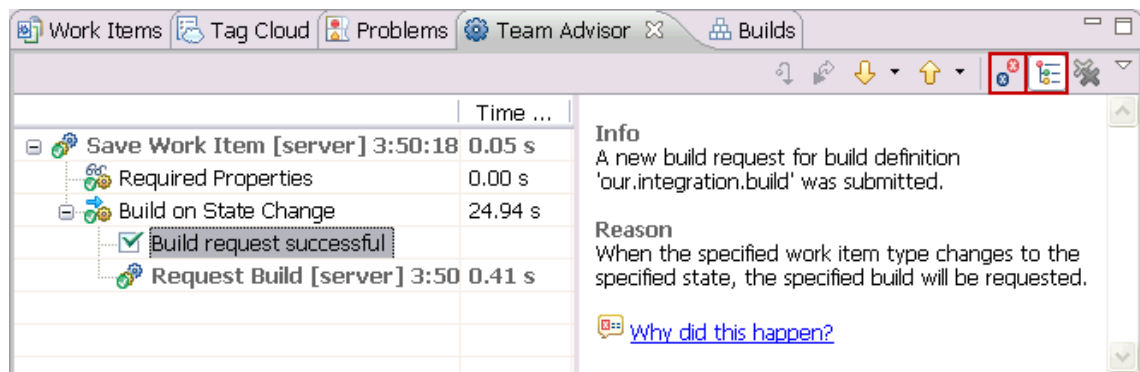 Work Items Tag Cloud Problems Team Advisor Builds
Time ...
Save Work Item [server] 3:50:18 0.05 s
Required Properties 0.00 s
Build on State Change 24.94 s
Build request successful
Request Build [server] 3:50 0.41 s
Info
A new build request for build definition
'our.integration.build' was submitted.
Reason
When the specified work item type changes to the
specified state, the specified build will be requested.
Why did this happen?